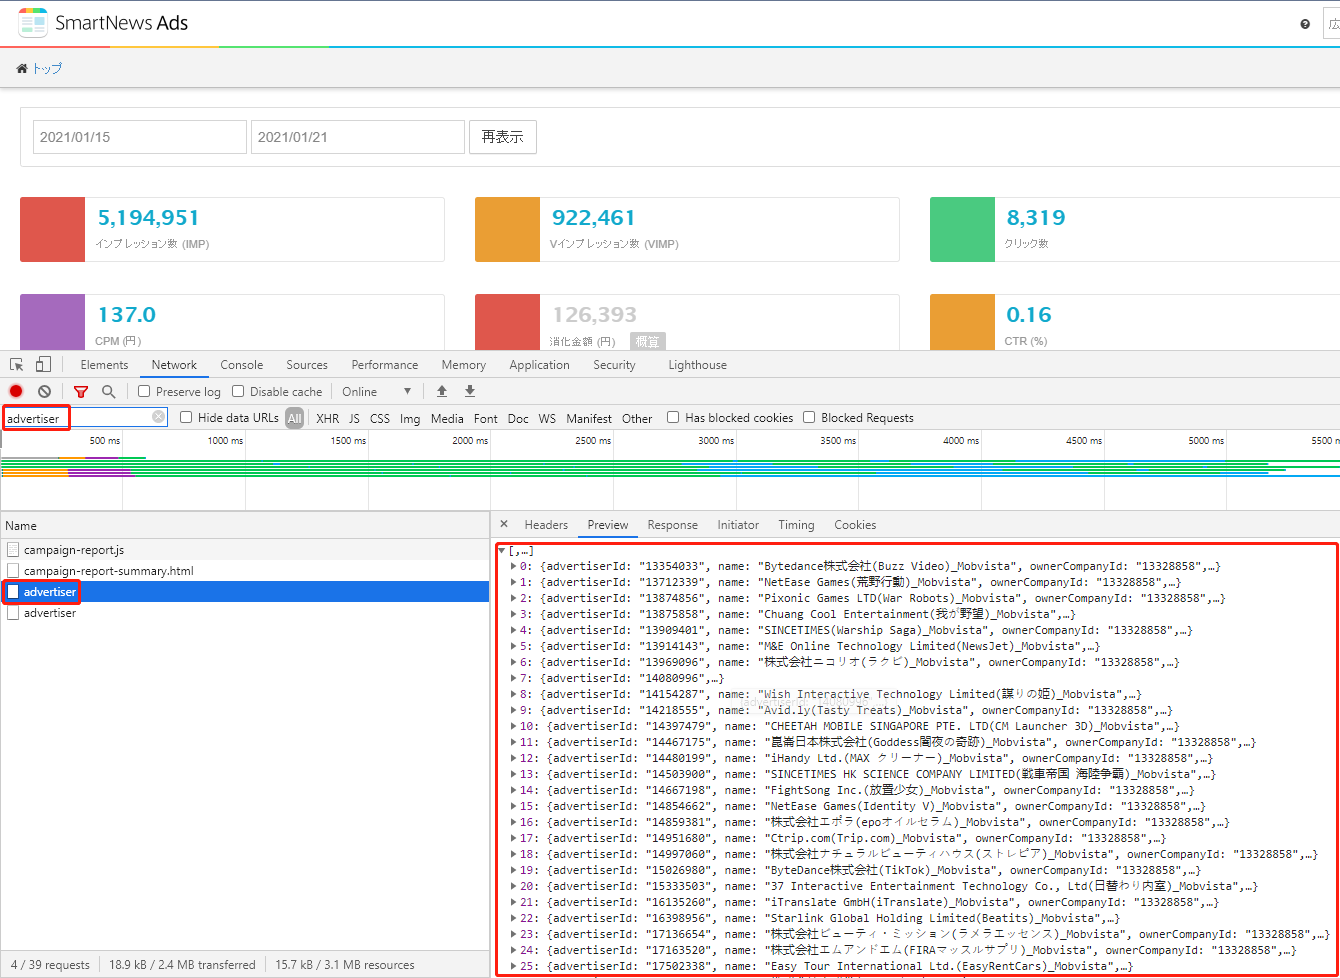 SmartNews Ads
広
トップ
2021/01/15 2021/01/21 再表示
5,194,951 922,461 8,319
インプレッション数 (IMP) Vインプレッション数 (VIMP) クリック数
137.0 126,393 0.16
CPM (円) 消化金額 (円) 概算 CTR (%)
Elements Network Console Sources Performance Memory Application Security Lighthouse
Preserve log Disable cache Online
advertiser Hide data URLs All XHR JS CSS Img Media Font Doc WS Manifest Other Has blocked cookies Blocked Requests
500 ms 1000 ms 1500 ms 2000 ms 2500 ms 3000 ms 3500 ms 4000 ms 4500 ms 5000 ms 5500 m
Name
campaign-report.js
campaign-report-summary.html
advertiser
advertiser
4 / 39 requests 18.9 kB / 2.4 MB transferred 15.7 kB / 3.1 MB resources
× Headers Preview Response Initiator Timing Cookies
[,…]
0: {advertiserId: "13354033", name: "Bytedance株式会社(Buzz Video)_Mobvista", ownerCompanyId: "13328858",…}
1: {advertiserId: "13712339", name: "NetEase Games(荒野行動)_Mobvista", ownerCompanyId: "13328858",…}
2: {advertiserId: "13874856", name: "Pixonic Games LTD(War Robots)_Mobvista", ownerCompanyId: "13328858",…}
3: {advertiserId: "13875858", name: "Chuang Cool Entertainment(我が野望)_Mobvista",…}
4: {advertiserId: "13909401", name: "SINCETIMES(Warship Saga)_Mobvista", ownerCompanyId: "13328858",…}
5: {advertiserId: "13914143", name: "M&E Online Technology Limited(NewsJet)_Mobvista",…}
6: {advertiserId: "13969096", name: "株式会社ニコリオ(ラクビ)_Mobvista", ownerCompanyId: "13328858",…}
7: {advertiserId: "14080996",…}
8: {advertiserId: "14154287", name: "Wish Interactive Technology Limited(謀りの姫)_Mobvista",…}
9: {advertiserId: "14218555", name: "Avid.ly(Tasty Treats)_Mobvista", ownerCompanyId: "13328858",…}
10: {advertiserId: "14397479", name: "CHEETAH MOBILE SINGAPORE PTE. LTD(CM Launcher 3D)_Mobvista",…}
11: {advertiserId: "14467175", name: "崑崙日本株式会社(Goddess闇夜の奇跡)_Mobvista", ownerCompanyId: "13328858",…}
12: {advertiserId: "14480199", name: "iHandy Ltd.(MAX クリーナー)_Mobvista", ownerCompanyId: "13328858",…}
13: {advertiserId: "14503900", name: "SINCETIMES HK SCIENCE COMPANY LIMITED(戦車帝国 海陸争覇)_Mobvista",…}
14: {advertiserId: "14667198", name: "FightSong Inc.(放置少女)_Mobvista", ownerCompanyId: "13328858",…}
15: {advertiserId: "14854662", name: "NetEase Games(Identity V)_Mobvista", ownerCompanyId: "13328858",…}
16: {advertiserId: "14859381", name: "株式会社エポラ(epoオイルセラム)_Mobvista", ownerCompanyId: "13328858",…}
17: {advertiserId: "14951680", name: "Ctrip.com(Trip.com)_Mobvista", ownerCompanyId: "13328858",…}
18: {advertiserId: "14997060", name: "株式会社ナチュラルビューティハウス(ストレピア)_Mobvista", ownerCompanyId: "13328858",…}
19: {advertiserId: "15026980", name: "ByteDance株式会社(TikTok)_Mobvista", ownerCompanyId: "13328858",…}
20: {advertiserId: "15333503", name: "37 Interactive Entertainment Technology Co., Ltd(日替わり内室)_Mobvista",…}
21: {advertiserId: "16135260", name: "iTranslate GmbH(iTranslate)_Mobvista", ownerCompanyId: "13328858",…}
22: {advertiserId: "16398956", name: "Starlink Global Holding Limited(Beatits)_Mobvista",…}
23: {advertiserId: "17136654", name: "株式会社ビューティ・ミッション(ラメラエッセンス)_Mobvista", ownerCompanyId: "13328858",…}
24: {advertiserId: "17163520", name: "株式会社エムアンドエム(FIRAマッスルサプリ)_Mobvista", ownerCompanyId: "13328858",…}
25: {advertiserId: "17502338", name: "Easy Tour International Ltd.(EasyRentCars)_Mobvista",…}